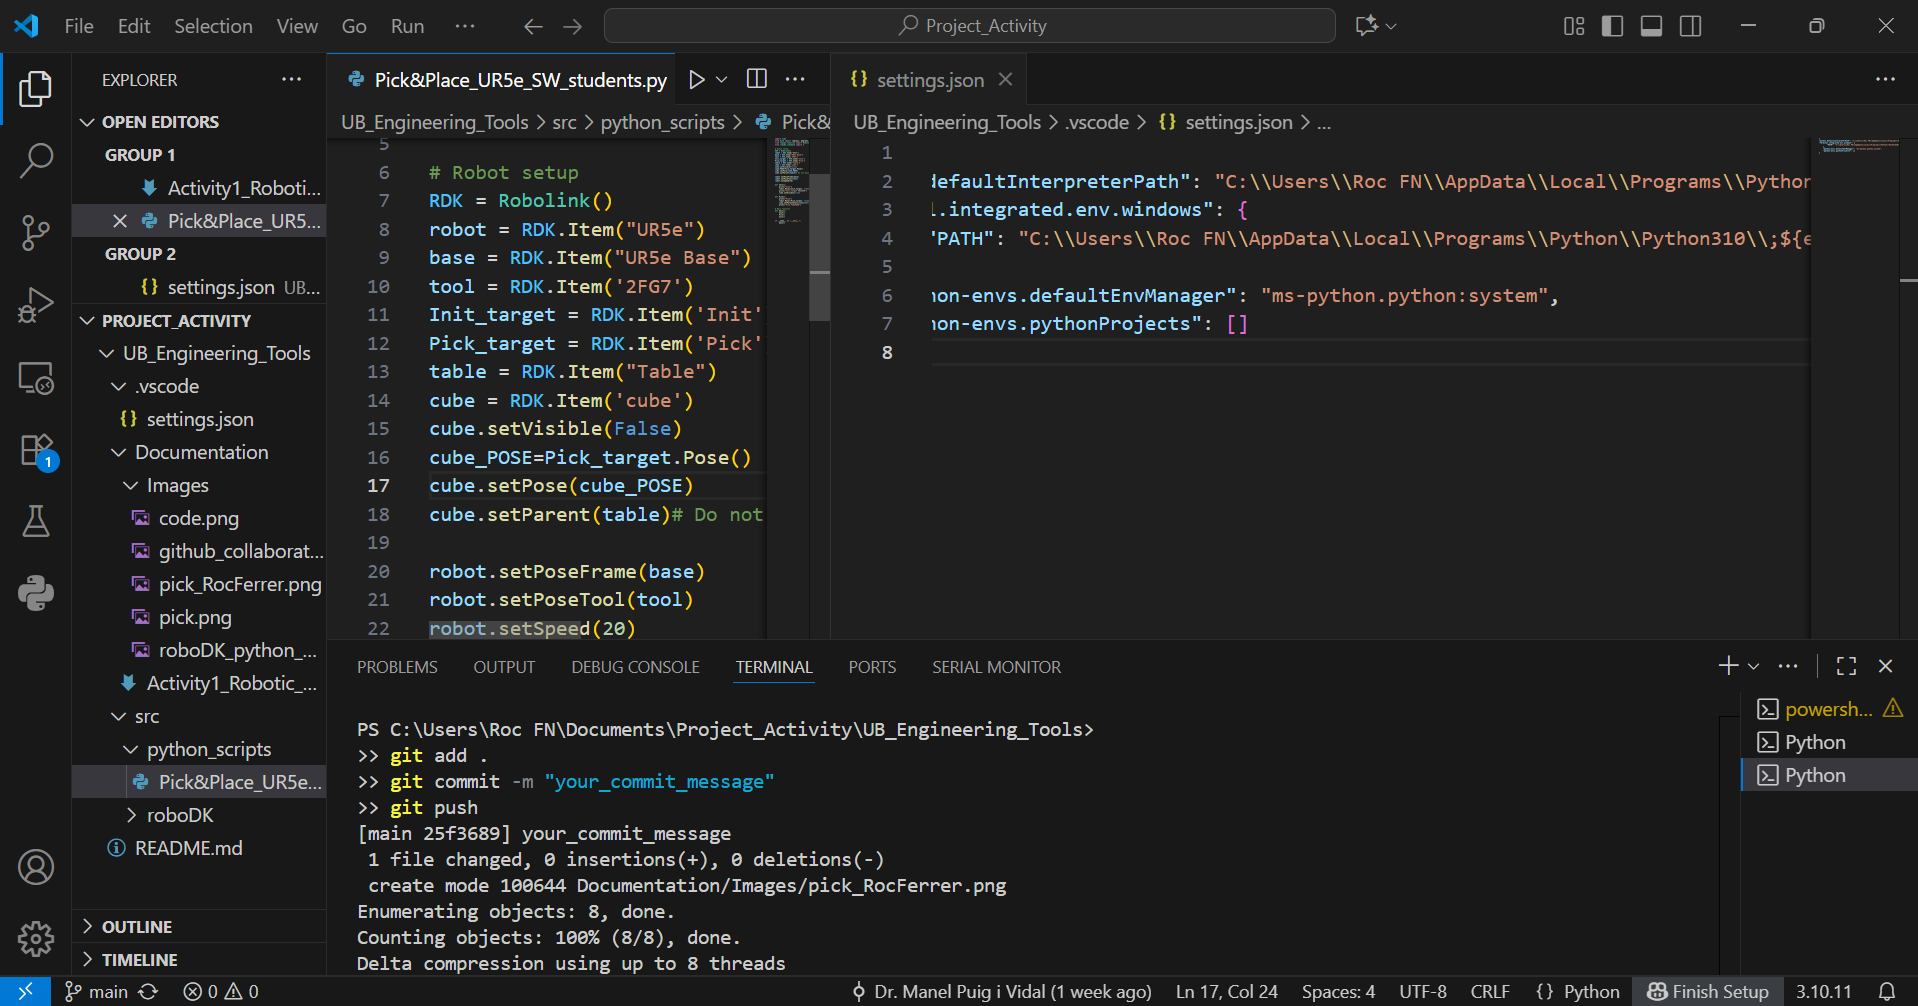 File Edit Selection View Go Run ··· Project_Activity
EXPLORER ···
OPEN EDITORS
GROUP 1
Activity1_Roboti...
Pick&Place_UR5...
GROUP 2
{} settings.json UB...
PROJECT_ACTIVITY
UB_Engineering_Tools
.vscode
{} settings.json
Documentation
Images
code.png
github_collaborat...
pick_RocFerrer.png
pick.png
roboDK_python_...
Activity1_Robotic_...
src
python_scripts
Pick&Place_UR5e...
roboDK
README.md
OUTLINE
TIMELINE
1
Pick&Place_UR5e_SW_students.py ···
UB_Engineering_Tools > src > python_scripts > Pick&
5
6 # Robot setup
7 RDK = Robolink()
8 robot = RDK.Item("UR5e")
9 base = RDK.Item("UR5e Base")
10 tool = RDK.Item('2FG7')
11 Init_target = RDK.Item('Init'
12 Pick_target = RDK.Item('Pick'
13 table = RDK.Item("Table")
14 cube = RDK.Item('cube')
15 cube.setVisible(False)
16 cube_POSE=Pick_target.Pose()
17 cube.setPose(cube_POSE)
18 cube.setParent(table)# Do not
19
20 robot.setPoseFrame(base)
21 robot.setPoseTool(tool)
22 robot.setSpeed(20)
{} settings.json ···
UB_Engineering_Tools > .vscode > {} settings.json > ...
1
2 defaultInterpreterPath": "C:\\Users\\Roc FN\\AppData\\Local\\Programs\\Python
3 l.integrated.env.windows": {
4 "PATH": "C:\\Users\\Roc FN\\AppData\\Local\\Programs\\Python\\Python310\\;${e
5
6 hon-envs.defaultEnvManager": "ms-python.python:system",
7 hon-envs.pythonProjects": []
8
PROBLEMS OUTPUT DEBUG CONSOLE TERMINAL PORTS SERIAL MONITOR
PS C:\Users\Roc FN\Documents\Project_Activity\UB_Engineering_Tools>
>> git add .
>> git commit -m "your_commit_message"
>> git push
[main 25f3689] your_commit_message
1 file changed, 0 insertions(+), 0 deletions(-)
create mode 100644 Documentation/Images/pick_RocFerrer.png
Enumerating objects: 8, done.
Counting objects: 100% (8/8), done.
Delta compression using up to 8 threads
powersh...
Python
Python
main 0 0 Dr. Manel Puig i Vidal (1 week ago) Ln 17, Col 24 Spaces: 4 UTF-8 CRLF {} Python Finish Setup 3.10.11